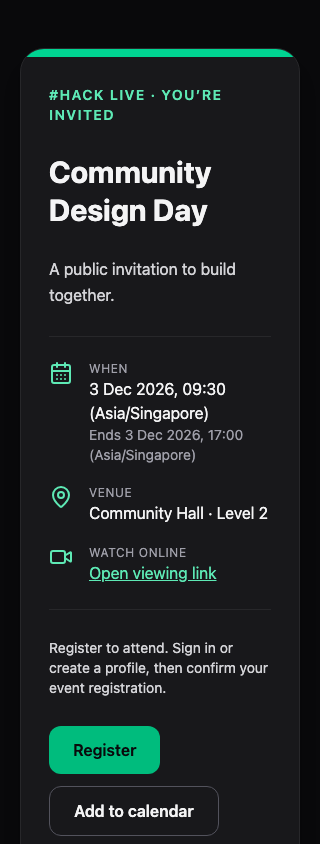 #HACK LIVE · YOU’RE
INVITED
Community
Design Day
A public invitation to build
together.
WHEN
3 Dec 2026, 09:30
(Asia/Singapore)
Ends 3 Dec 2026, 17:00
(Asia/Singapore)
VENUE
Community Hall · Level 2
WATCH ONLINE
Open viewing link
Register to attend. Sign in or
create a profile, then confirm your
event registration.
Register
Add to calendar